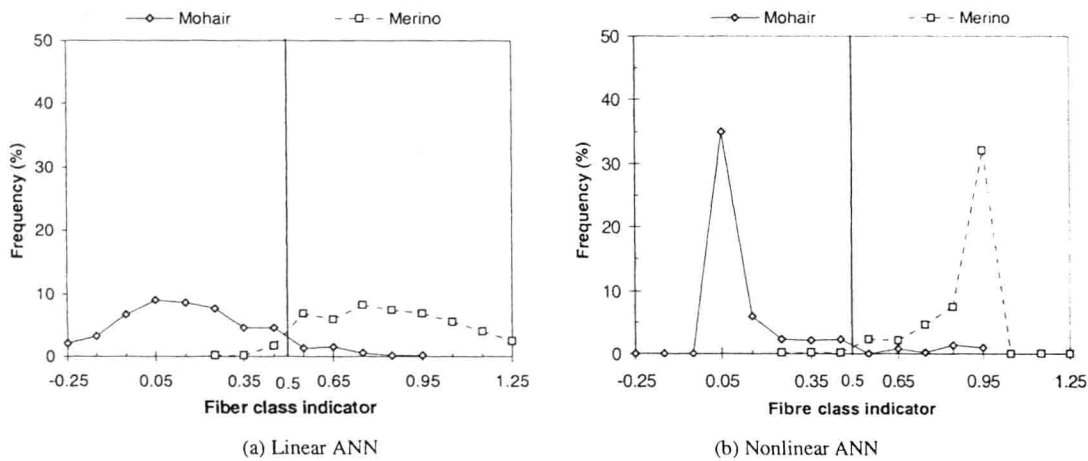 Mohair Merino
50
40
30
20
10
0
Frequency (%)
-0.25 0.05 0.35 0.5 0.65 0.95 1.25
Fiber class indicator
(a) Linear ANN
Mohair Merino
50
40
30
20
10
0
Frequency (%)
-0.25 0.05 0.35 0.5 0.65 0.95 1.25
Fibre class indicator
(b) Nonlinear ANN